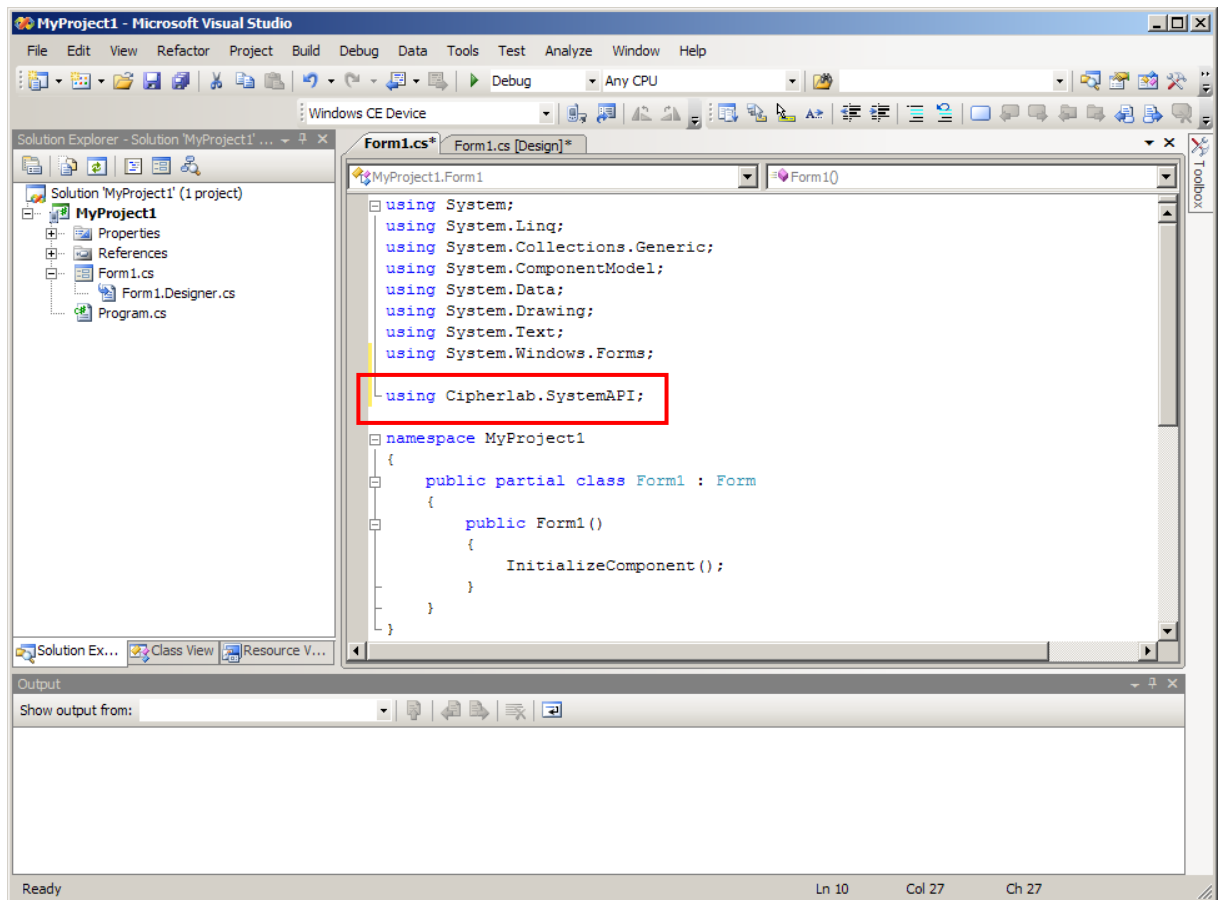 MyProject1 - Microsoft Visual Studio
File Edit View Refactor Project Build Debug Data Tools Test Analyze Window Help
Debug Any CPU
Windows CE Device
Solution Explorer - Solution 'MyProject1' ...
Form1.cs* Form1.cs [Design]*
Toolbox
MyProject1.Form1 Form1()
Solution 'MyProject1' (1 project)
MyProject1
Properties
References
Form1.cs
Form1.Designer.cs
Program.cs
using System;
using System.Linq;
using System.Collections.Generic;
using System.ComponentModel;
using System.Data;
using System.Drawing;
using System.Text;
using System.Windows.Forms;
using Cipherlab.SystemAPI;
namespace MyProject1
{
public partial class Form1 : Form
{
public Form1()
{
InitializeComponent();
}
}
}
Solution Ex... Class View Resource V...
Output
Show output from:
Ready Ln 10 Col 27 Ch 27